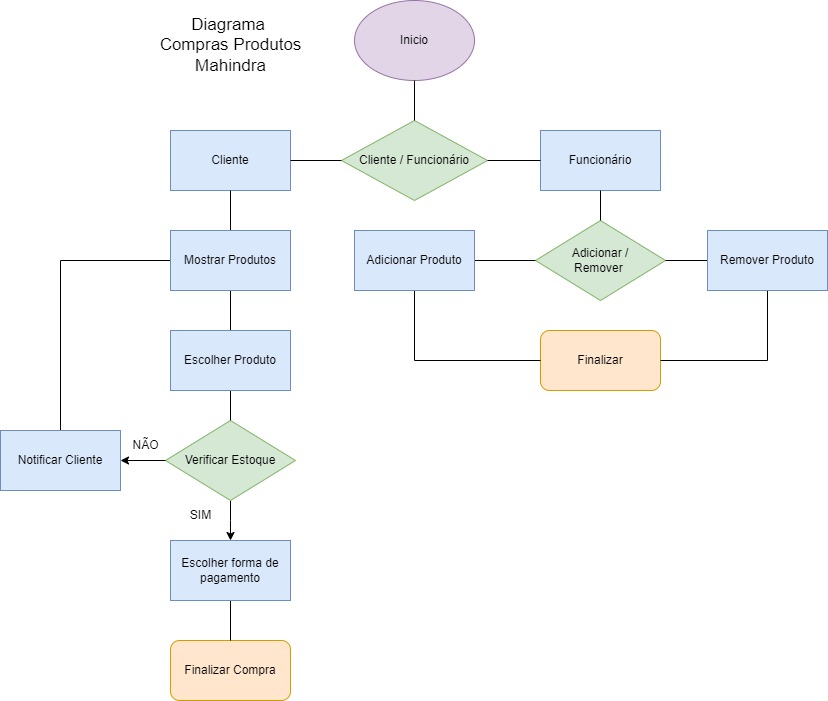 Diagrama
Compras Produtos
Mahindra
Inicio
Cliente
Cliente / Funcionário
Funcionário
Mostrar Produtos
Adicionar Produto
Adicionar /
Remover
Remover Produto
Escolher Produto
Finalizar
NÃO
Notificar Cliente
Verificar Estoque
SIM
Escolher forma de
pagamento
Finalizar Compra